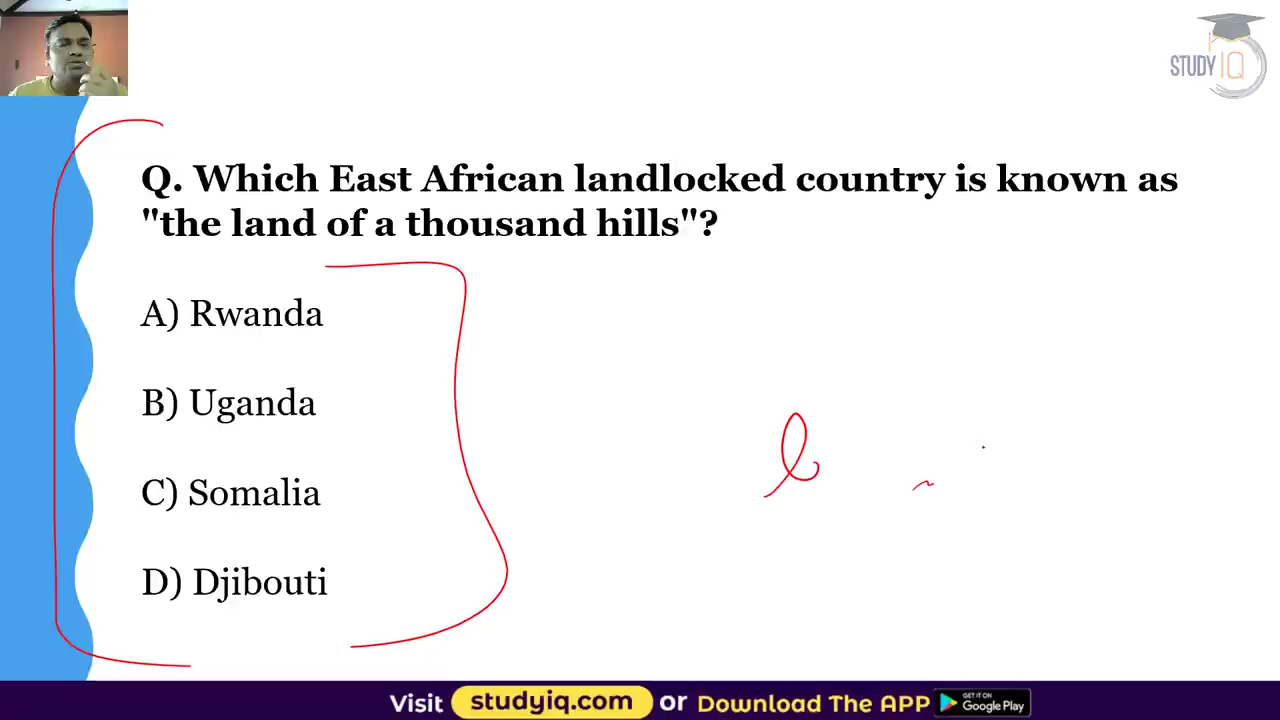 STUDY IQ
Q. Which East African landlocked country is known as
"the land of a thousand hills"?
A) Rwanda
B) Uganda
C) Somalia
D) Djibouti
Visit studyiq.com or Download The APP GET IT ON Google Play